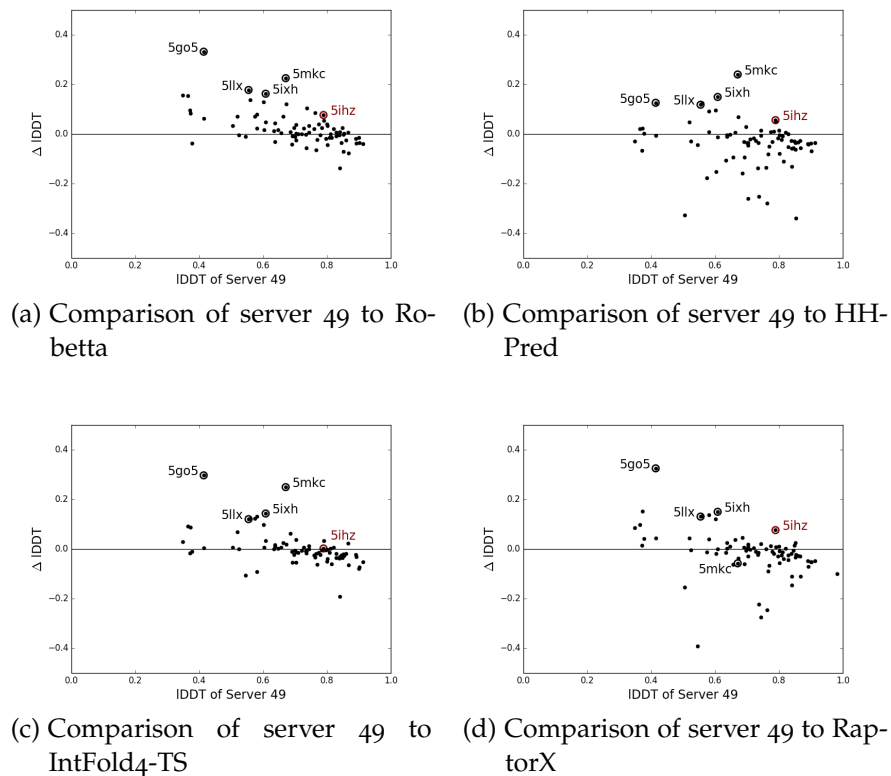 0.4
5go5
5mkc
5llx
5ixh
0.2
5ihz
0.0
−0.2
−0.4
Δ lDDT
0.0 0.2 0.4 0.6 0.8 1.0
lDDT of Server 49
(a) Comparison of server 49 to Ro-
betta
0.4
5mkc
5ixh
0.2
5go5
5llx
5ihz
0.0
−0.2
−0.4
Δ lDDT
0.0 0.2 0.4 0.6 0.8 1.0
lDDT of Server 49
(b) Comparison of server 49 to HH-
Pred
0.4
5go5
5mkc
0.2
5llx
5ixh
5ihz
0.0
−0.2
−0.4
Δ lDDT
0.0 0.2 0.4 0.6 0.8 1.0
lDDT of Server 49
(c) Comparison of server 49 to
IntFold4-TS
0.4
5go5
0.2
5llx
5ixh
5ihz
0.0
5mkc
−0.2
−0.4
Δ lDDT
0.0 0.2 0.4 0.6 0.8 1.0
lDDT of Server 49
(d) Comparison of server 49 to Rap-
torX